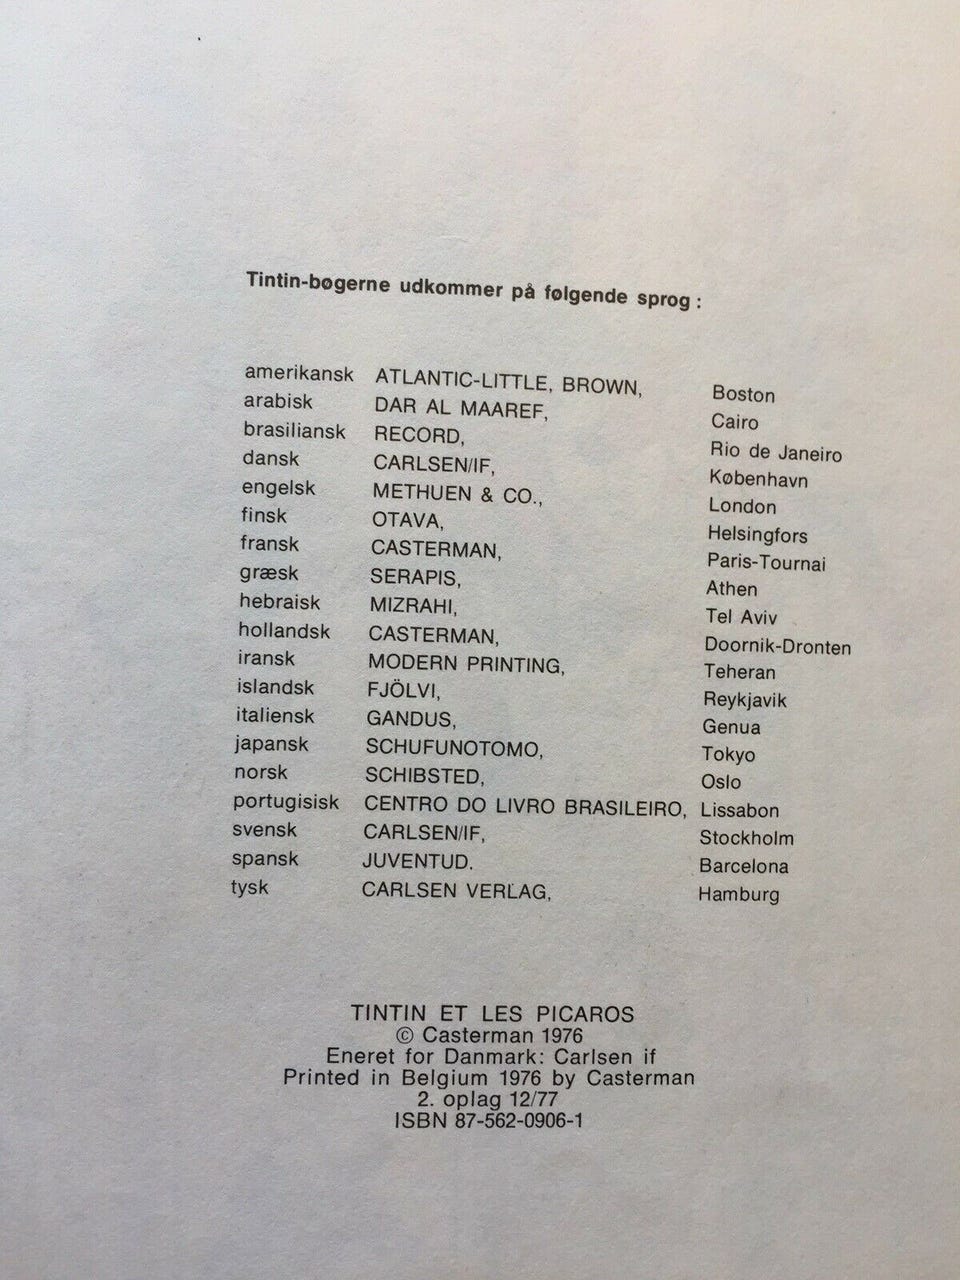 Tintin-bøgerne udkommer på følgende sprog :
amerikansk ATLANTIC-LITTLE, BROWN, Boston
arabisk DAR AL MAAREF, Cairo
brasiliansk RECORD, Rio de Janeiro
dansk CARLSEN/IF, København
engelsk METHUEN & CO., London
finsk OTAVA, Helsingfors
fransk CASTERMAN, Paris-Tournai
græsk SERAPIS, Athen
hebraisk MIZRAHI, Tel Aviv
hollandsk CASTERMAN, Doornik-Dronten
iransk MODERN PRINTING, Teheran
islandsk FJÖLVI, Reykjavik
italiensk GANDUS, Genua
japansk SCHUFUNOTOMO, Tokyo
norsk SCHIBSTED, Oslo
portugisisk CENTRO DO LIVRO BRASILEIRO, Lissabon
svensk CARLSEN/IF, Stockholm
spansk JUVENTUD. Barcelona
tysk CARLSEN VERLAG, Hamburg
TINTIN ET LES PICAROS
© Casterman 1976
Eneret for Danmark: Carlsen if
Printed in Belgium 1976 by Casterman
2. oplag 12/77
ISBN 87-562-0906-1